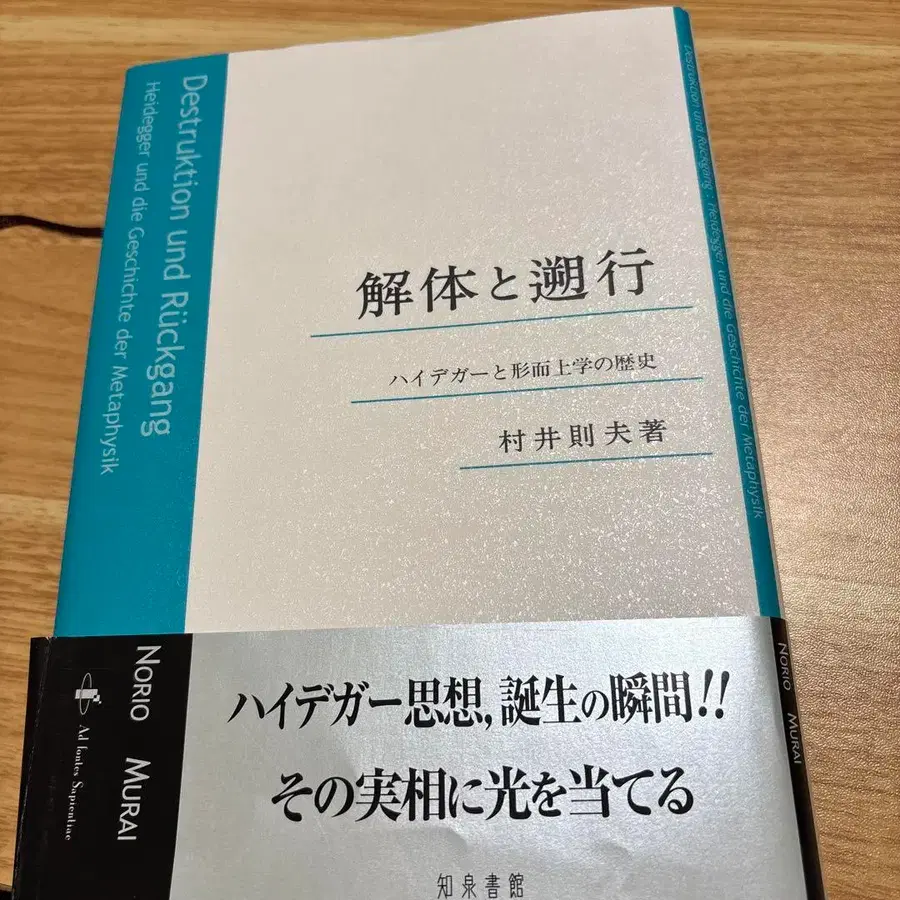 解体と遡行
ハイデガーと形而上学の歴史
村井則夫著
Destruktion und Rückgang
Heidegger und die Geschichte der Metaphysik
Destruktion und Rückgang : Heidegger und die Geschichte der Metaphysik
ハイデガー思想,誕生の瞬間!!
その実相に光を当てる
知泉書館
NORIO MURAI
Ad fontes Sapientiae
NORIO MURAI